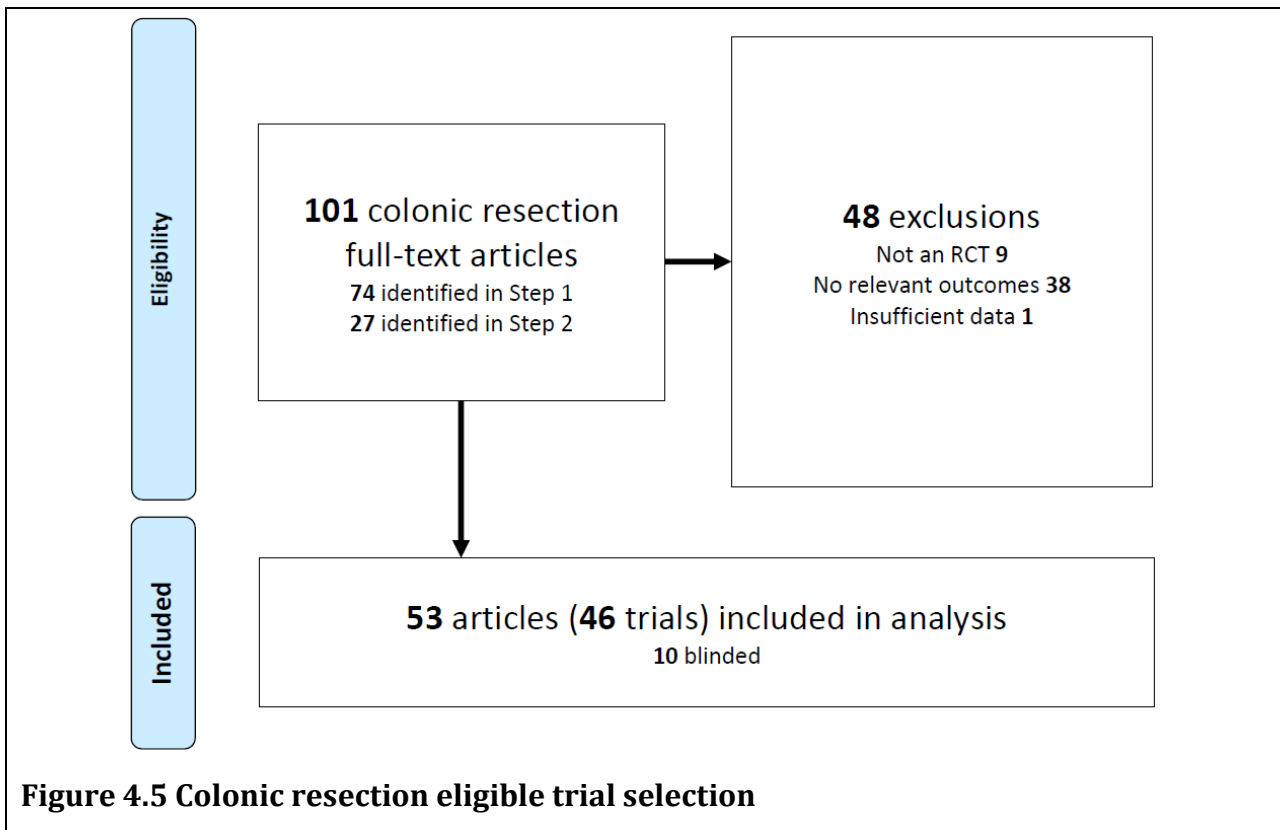 Eligibility
101 colonic resection
full-text articles
74 identified in Step 1
27 identified in Step 2
48 exclusions
Not an RCT 9
No relevant outcomes 38
Insufficient data 1
Included
53 articles (46 trials) included in analysis
10 blinded
Figure 4.5 Colonic resection eligible trial selection